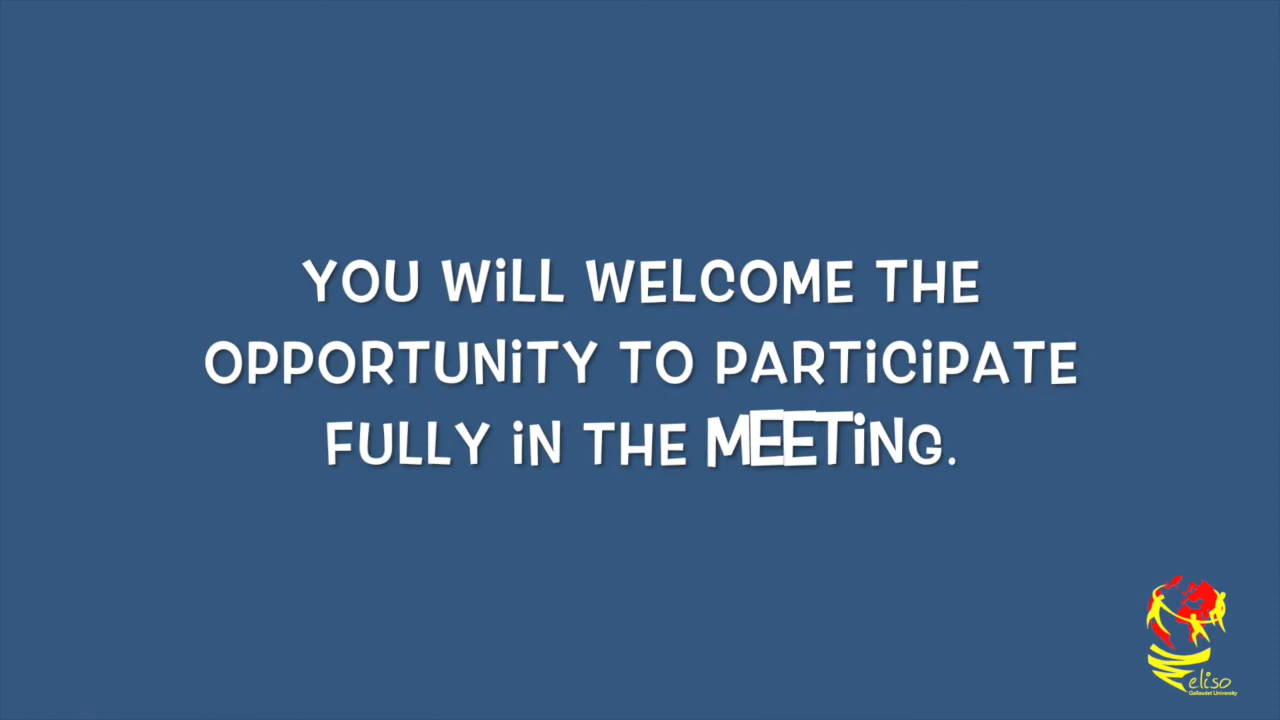 YOU WiLL WELCOME THE
OPPORTUNiTY TO PARTiCiPATE
FULLY iN THE MEETiNG.
eliso
Gallaudet University